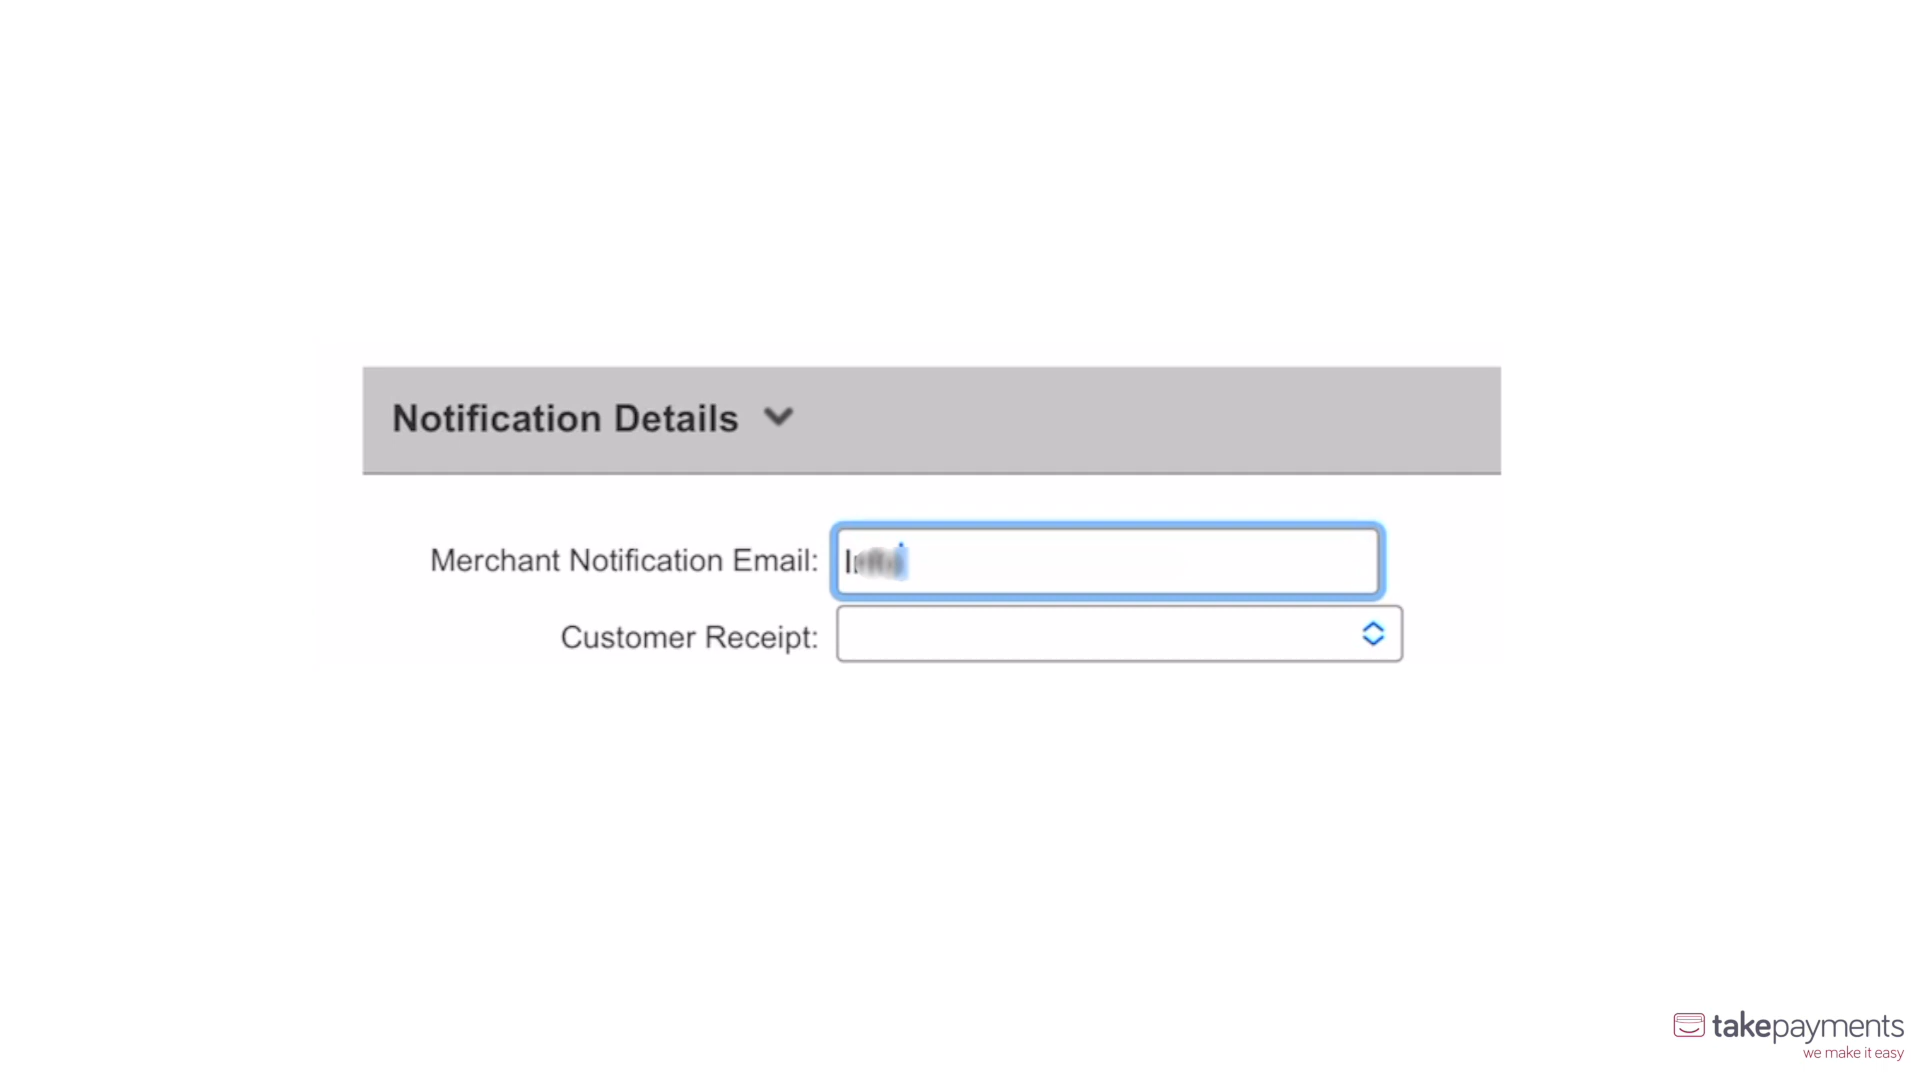 Notification Details
Merchant Notification Email:
Customer Receipt:
takepayments
we make it easy